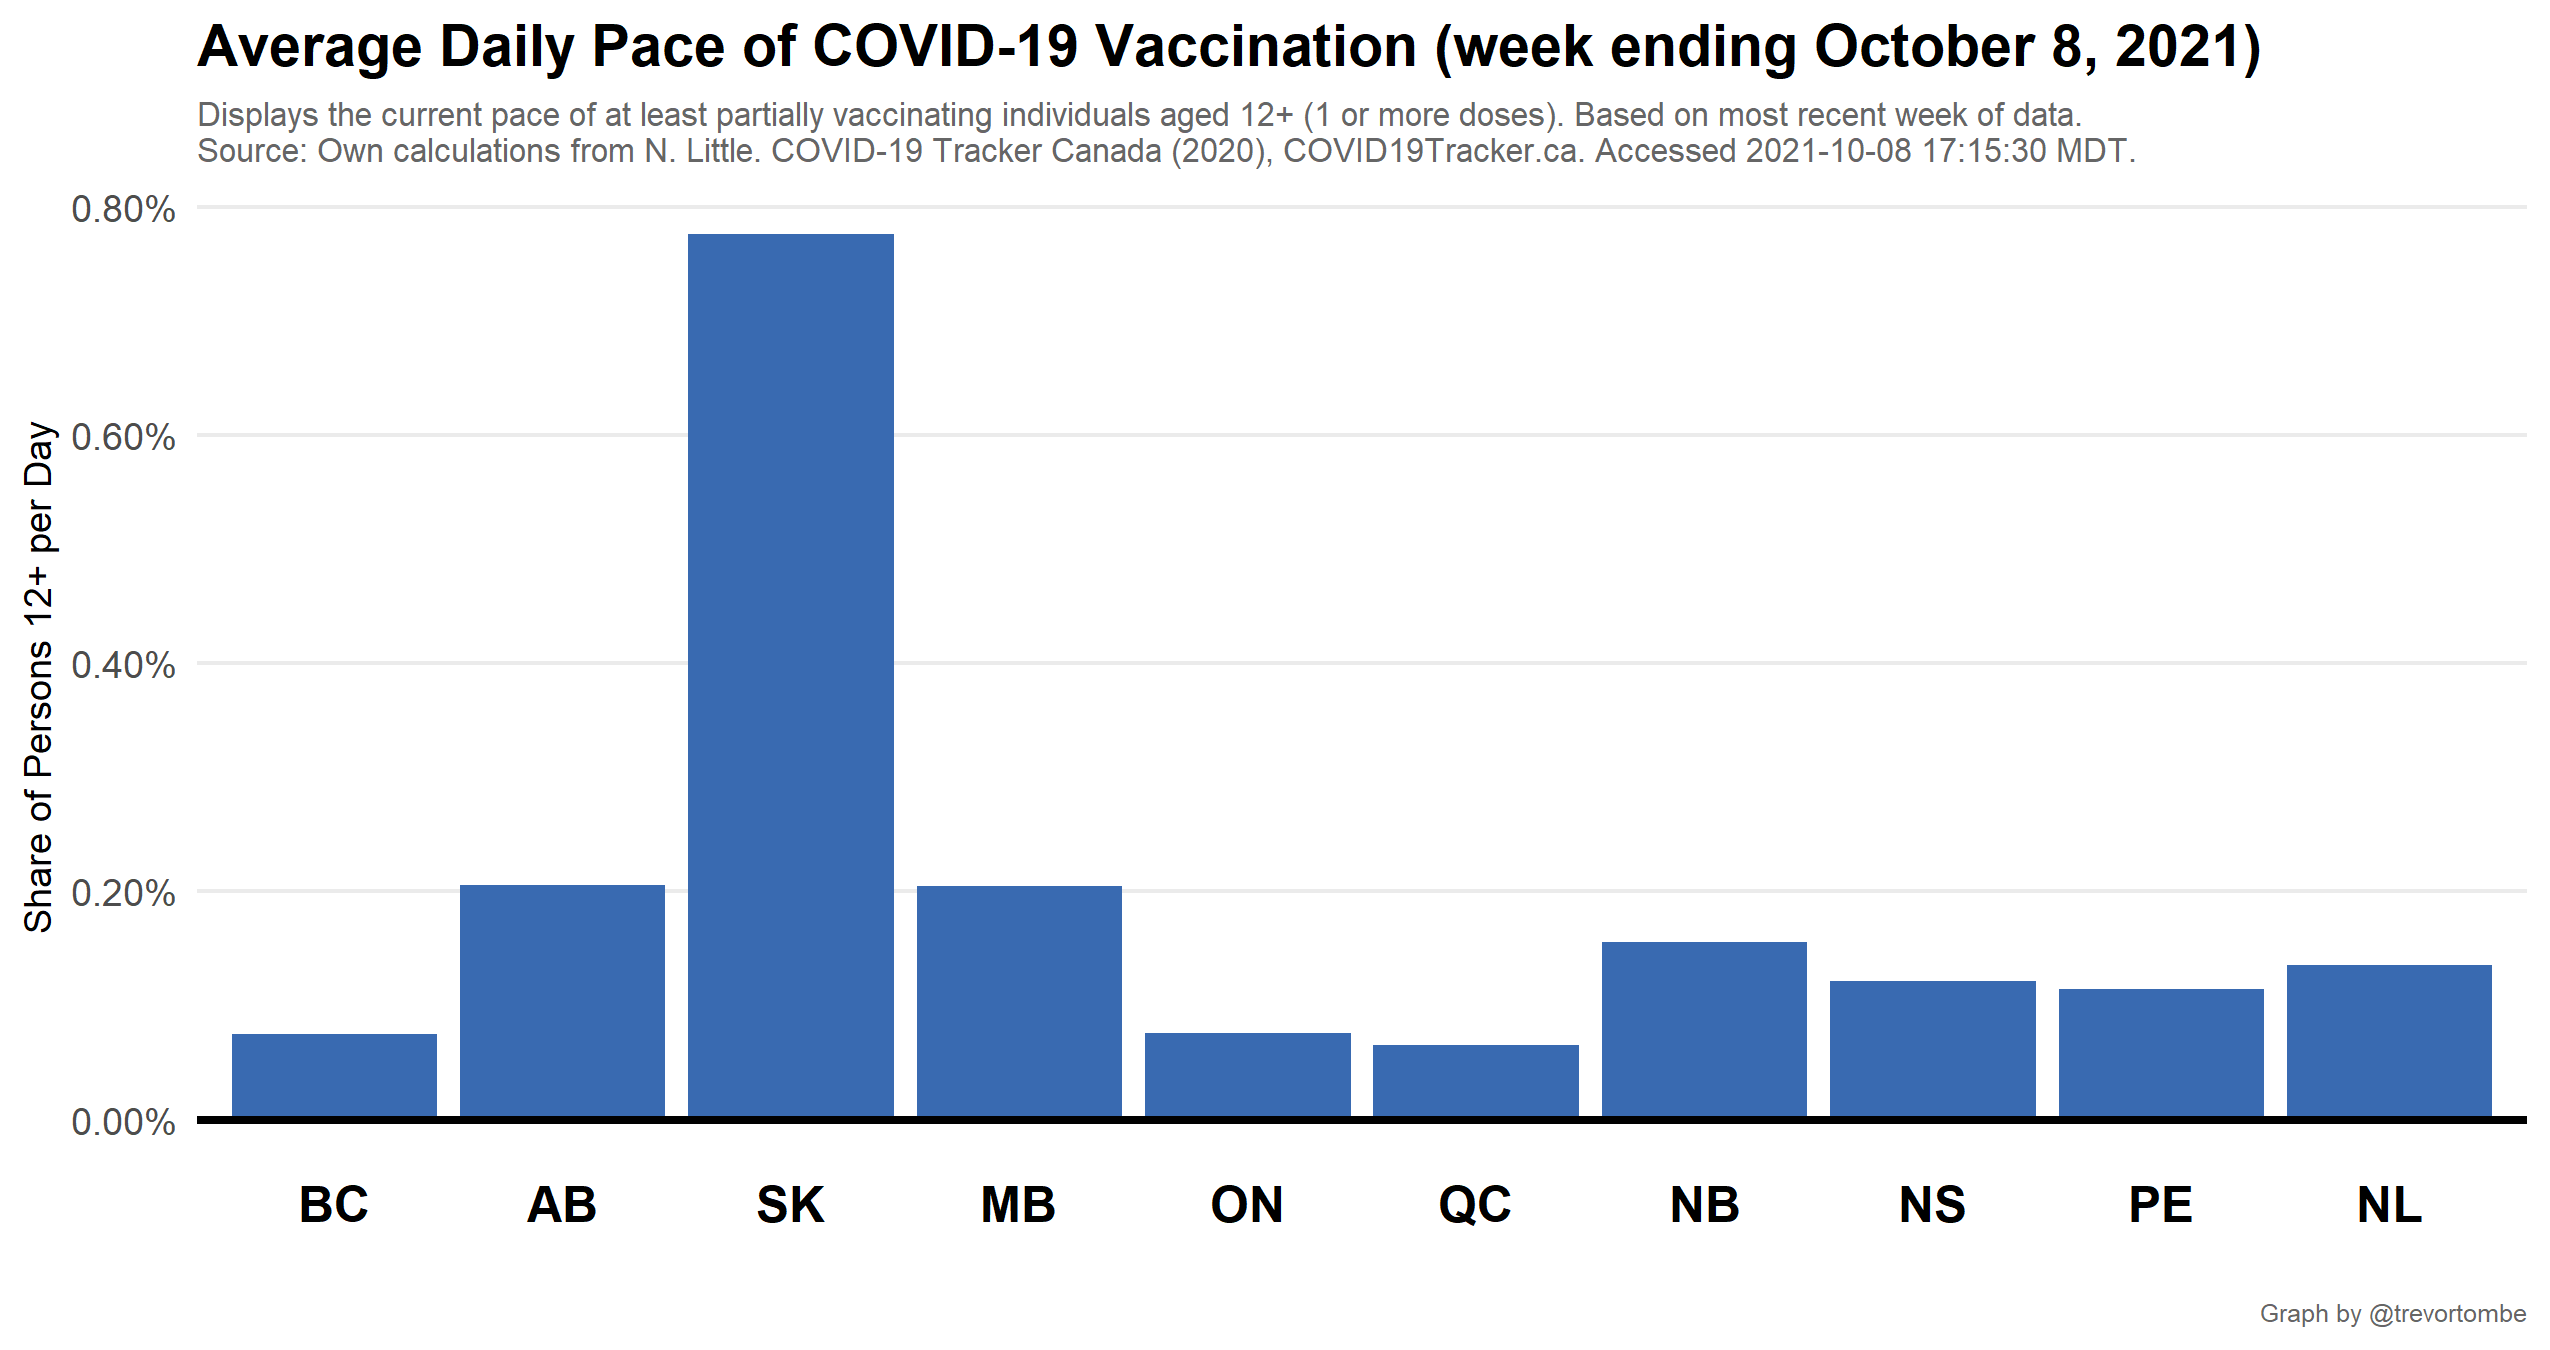 Average Daily Pace of COVID-19 Vaccination (week ending October 8, 2021)
Displays the current pace of at least partially vaccinating individuals aged 12+ (1 or more doses). Based on most recent week of data.
Source: Own calculations from N. Little. COVID-19 Tracker Canada (2020), COVID19Tracker.ca. Accessed 2021-10-08 17:15:30 MDT.
Share of Persons 12+ per Day
0.80%
0.60%
0.40%
0.20%
0.00%
BC AB SK MB ON QC NB NS PE NL
Graph by @trevortombe